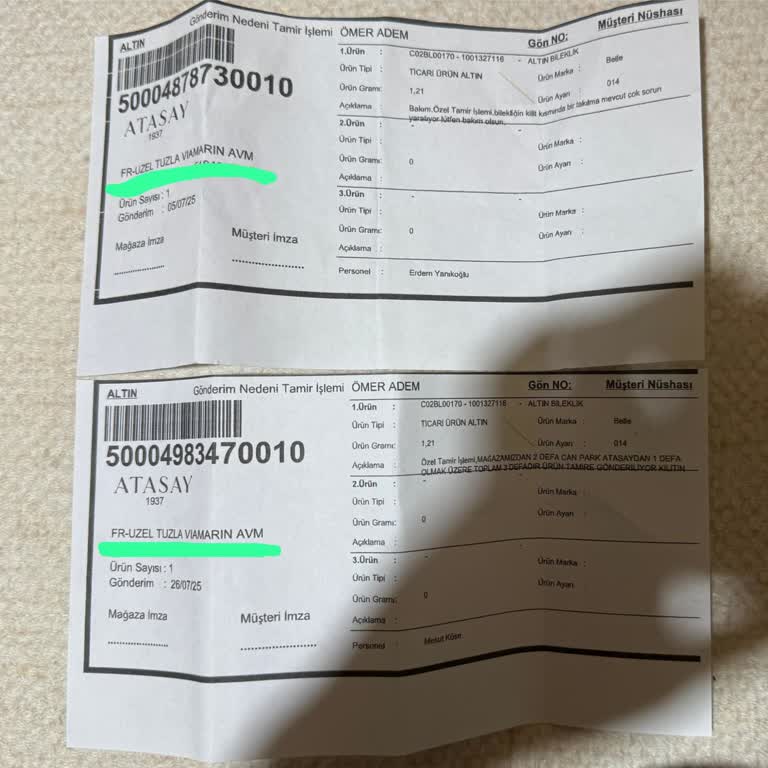 ALTIN Gönderim Nedeni Tamir İşlemi ÖMER ADEM Gön NO: Müşteri Nüshası
50004878730010
ATASAY
1937
FR-UZEL TUZLA VIAMARIN AVM
Ürün Sayısı : 1
Gönderim : 05/07/25
Mağaza İmza Müşteri İmza
1.Ürün : C02BL00170 - 1001327116 - ALTIN BİLEKLİK
Ürün Tipi : TİCARİ ÜRÜN ALTIN Ürün Marka : Belle
Ürün Gramı : 1,21 Ürün Ayarı : 014
Açıklama : Bakım.Özel Tamir İşlemi,bilekliğin kilit kısmında bir takılma mevcut çok sorun
yaratıyor lütfen bakım olsun.
2.Ürün : -
Ürün Tipi : Ürün Marka :
Ürün Gramı : 0 Ürün Ayarı :
Açıklama :
3.Ürün : -
Ürün Tipi : Ürün Marka :
Ürün Gramı : 0 Ürün Ayarı :
Açıklama :
Personel : Erdem Yanıkoğlu
ALTIN Gönderim Nedeni Tamir İşlemi ÖMER ADEM Gön NO: Müşteri Nüshası
50004983470010
ATASAY
1937
FR-UZEL TUZLA VIAMARIN AVM
Ürün Sayısı : 1
Gönderim : 26/07/25
Mağaza İmza Müşteri İmza
1.Ürün : C02BL00170 - 1001327116 - ALTIN BİLEKLİK
Ürün Tipi : TİCARİ ÜRÜN ALTIN Ürün Marka : Belle
Ürün Gramı : 1,21 Ürün Ayarı : 014
Açıklama : Özel Tamir İşlemi,MAĞAZAMIZDAN 2 DEFA CAN PARK ATASAYDAN 1 DEFA
OLMAK ÜZERE TOPLAM 3 DEFADIR ÜRÜN TAMİRE GÖNDERİLİYOR KİLİTİN
2.Ürün : -
Ürün Tipi : Ürün Marka :
Ürün Gramı : 0 Ürün Ayarı :
Açıklama :
3.Ürün : -
Ürün Tipi : Ürün Marka :
Ürün Gramı : 0 Ürün Ayarı :
Açıklama :
Personel : Mesut Köse